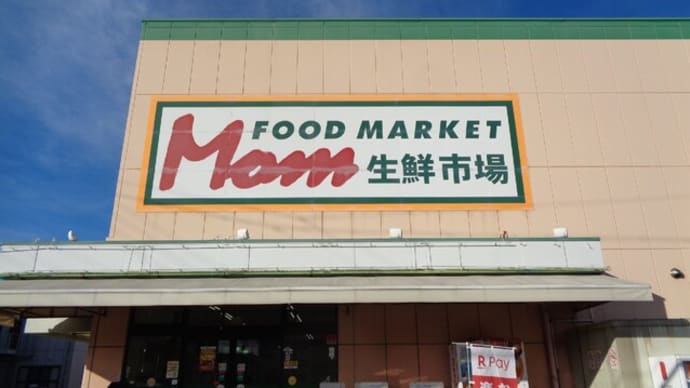 FOOD MARKET
Mom 生鮮市場
R Pay